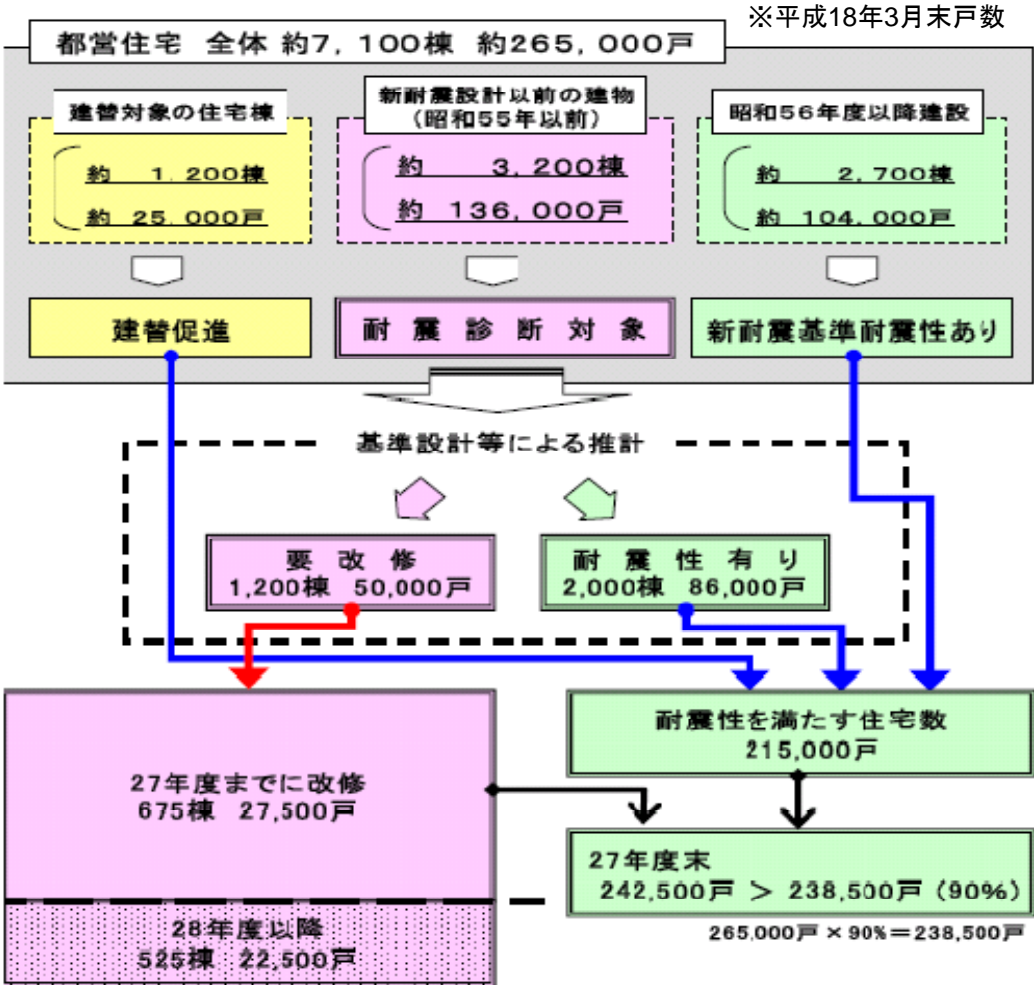 ※平成18年3月末戸数
都営住宅 全体 約7,100棟 約265,000戸
建替対象の住宅棟
約 1,200棟
約 25,000戸
新耐震設計以前の建物
(昭和55年以前)
約 3,200棟
約 136,000戸
昭和56年度以降建設
約 2,700棟
約 104,000戸
建替促進
耐震診断対象
新耐震基準耐震性あり
基準設計等による推計
要改修
1,200棟 50,000戸
耐震性有り
2,000棟 86,000戸
27年度までに改修
675棟 27,500戸
28年度以降
525棟 22,500戸
耐震性を満たす住宅数
215,000戸
27年度末
242,500戸 > 238,500戸 (90%)
265,000戸×90%=238,500戸